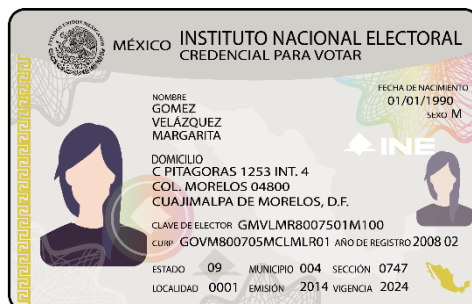 MÉXICO INSTITUTO NACIONAL ELECTORAL
CREDENCIAL PARA VOTAR
NOMBRE
GOMEZ
VELÁZQUEZ
MARGARITA
FECHA DE NACIMIENTO
01/01/1990
SEXO M
DOMICILIO
C PITAGORAS 1253 INT. 4
COL. MORELOS 04800
CUAJIMALPA DE MORELOS, D.F.
INE
CLAVE DE ELECTOR GMVLMR8007501M100
CURP GOVM800705MCLMLR01 AÑO DE REGISTRO 2008 02
ESTADO 09 MUNICIPIO 004 SECCIÓN 0747
LOCALIDAD 0001 EMISIÓN 2014 VIGENCIA 2024